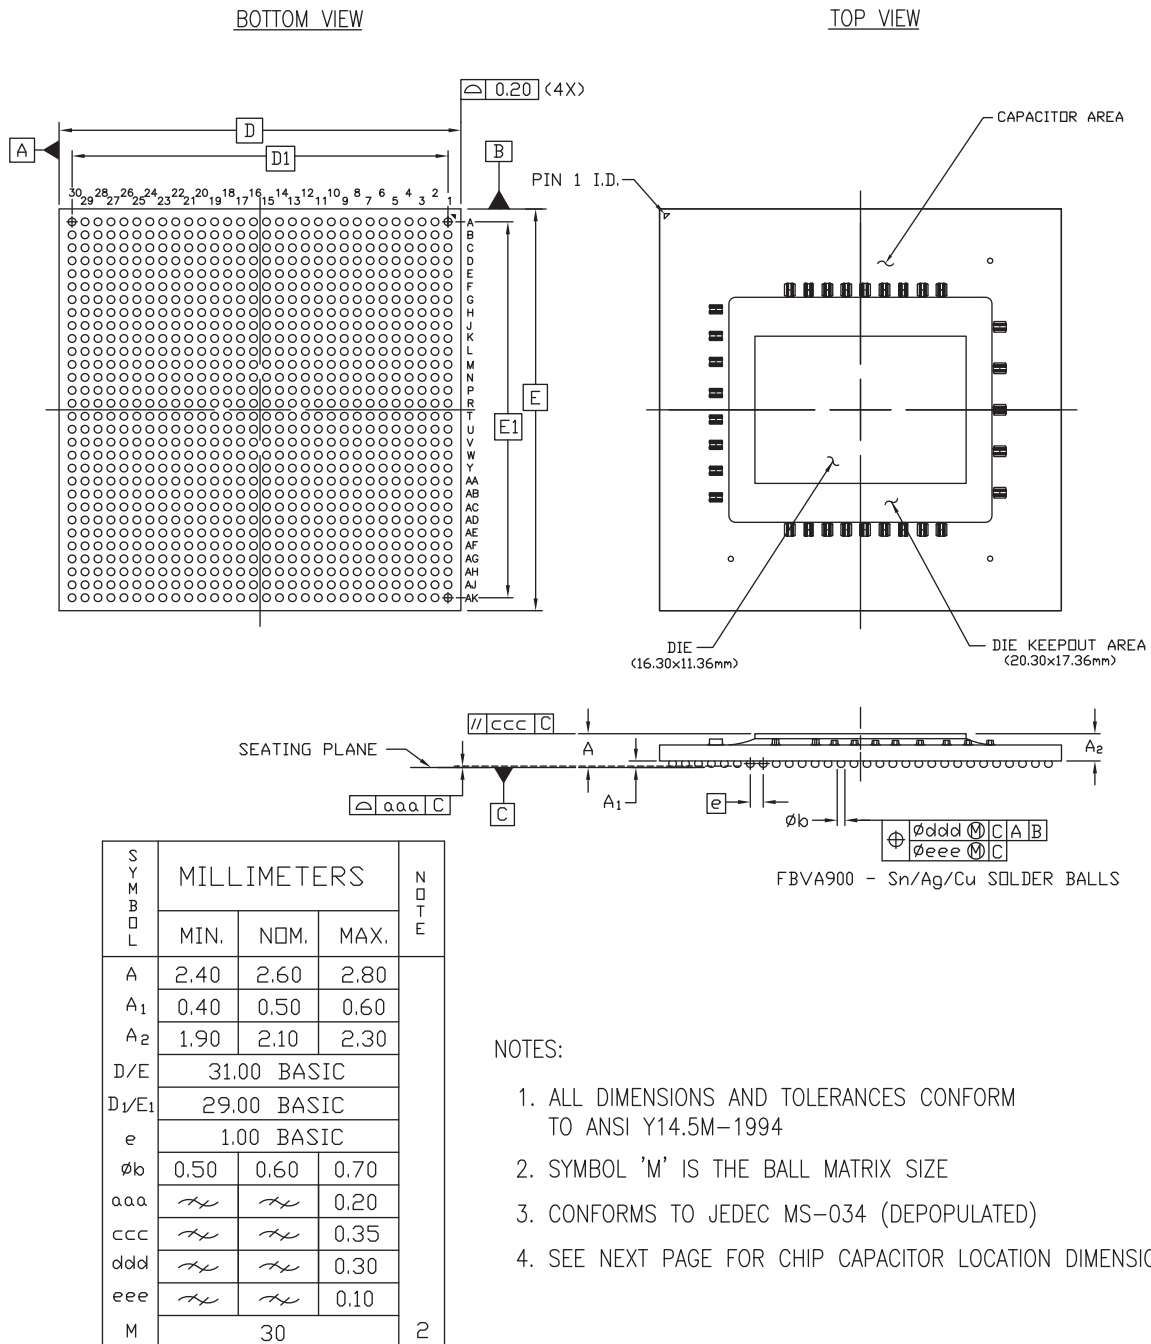 BOTTOM VIEW
TOP VIEW
⌓ 0.20 (4X)
D
A
D1
B
CAPACITOR AREA
PIN 1 I.D.
30 29 28 27 26 25 24 23 22 21 20 19 18 17 16 15 14 13 12 11 10 9 8 7 6 5 4 3 2 1
A
B
C
D
E
F
G
H
J
K
L
M
N
P
R
T
U
V
W
Y
AA
AB
AC
AD
AE
AF
AG
AH
AJ
AK
E
E1
DIE
(16.30x11.36mm)
DIE KEEPOUT AREA
(20.30x17.36mm)
// ccc C
SEATING PLANE
A
A2
⌓ aaa C
C
A1
e
øb
⌖ øddd Ⓜ C A B
øeee Ⓜ C
FBVA900 - Sn/Ag/Cu SOLDER BALLS
SYMBOL MILLIMETERS NOTE
MIN. NOM. MAX.
A 2.40 2.60 2.80
A1 0.40 0.50 0.60
A2 1.90 2.10 2.30
D/E 31.00 BASIC
D1/E1 29.00 BASIC
e 1.00 BASIC
øb 0.50 0.60 0.70
aaa 0.20
ccc 0.35
ddd 0.30
eee 0.10
M 30 2
NOTES:
1. ALL DIMENSIONS AND TOLERANCES CONFORM
TO ANSI Y14.5M-1994
2. SYMBOL 'M' IS THE BALL MATRIX SIZE
3. CONFORMS TO JEDEC MS-034 (DEPOPULATED)
4. SEE NEXT PAGE FOR CHIP CAPACITOR LOCATION DIMENSIO